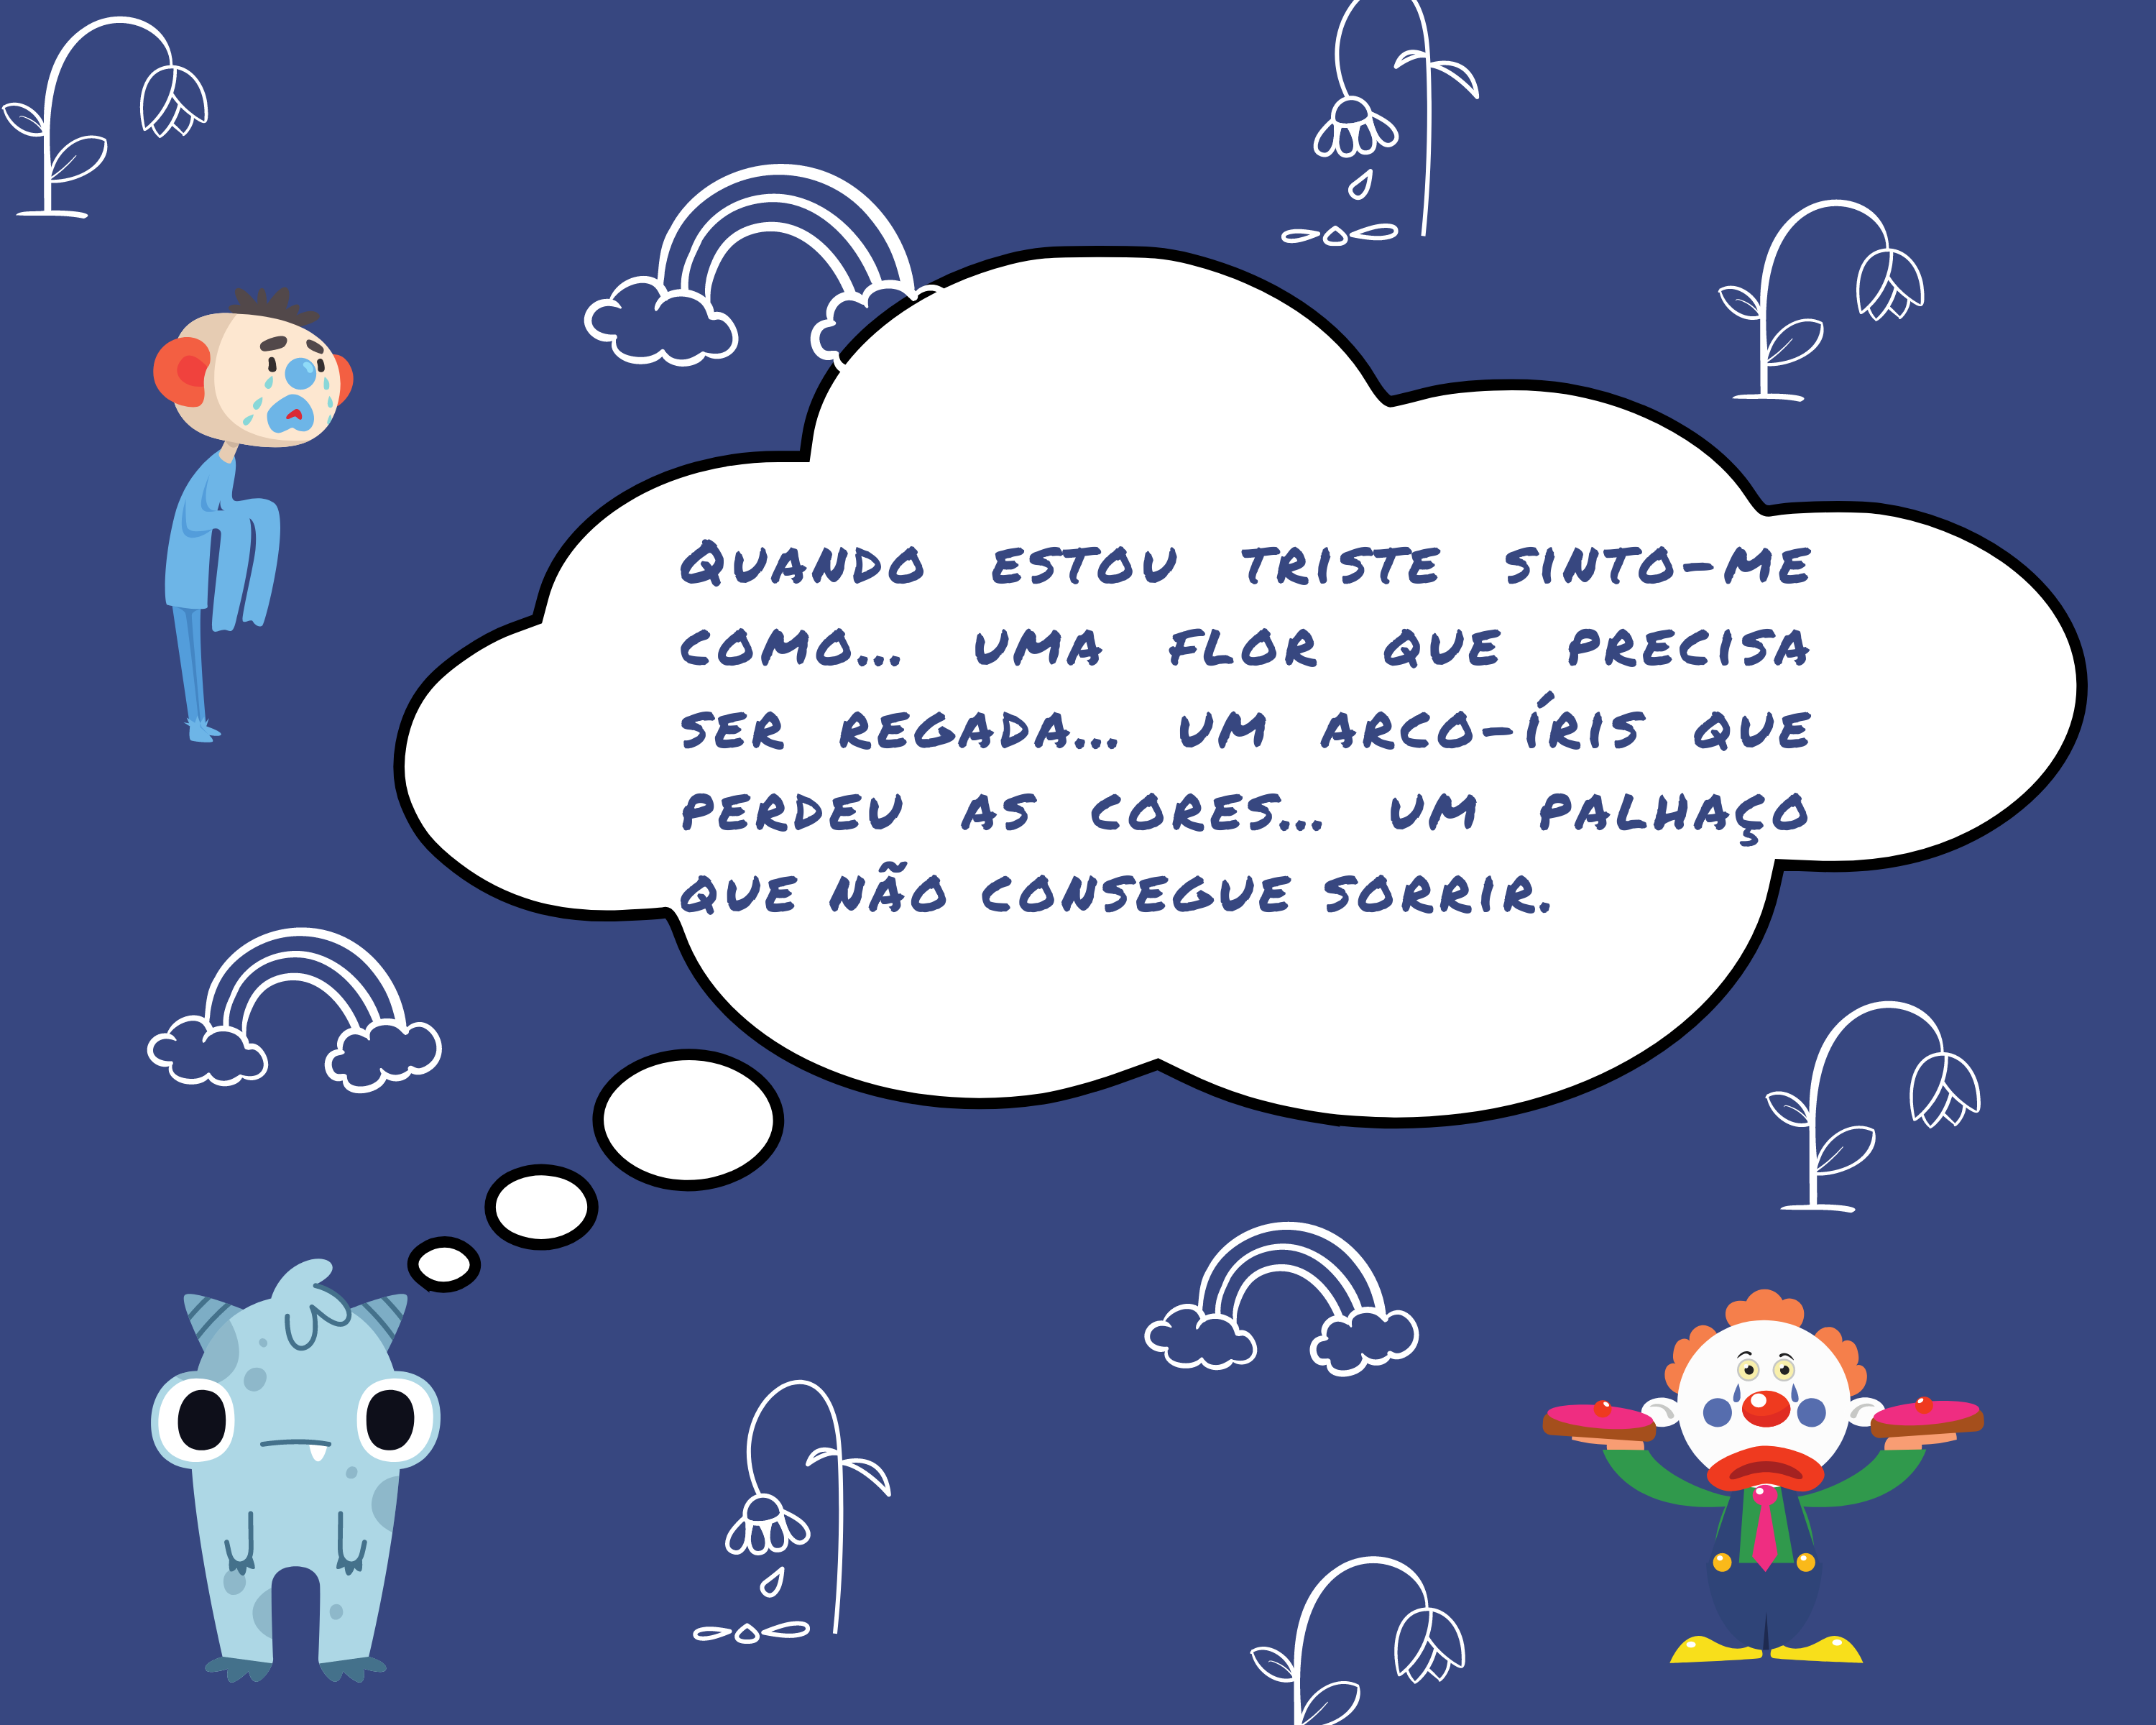 QUANDO ESTOU TRISTE SINTO-ME
COMO... UMA FLOR QUE PRECISA
SER REGADA... UM ARCO-ÍRIS QUE
PERDEU AS CORES... UM PALHAÇO
QUE NÃO CONSEGUE SORRIR.